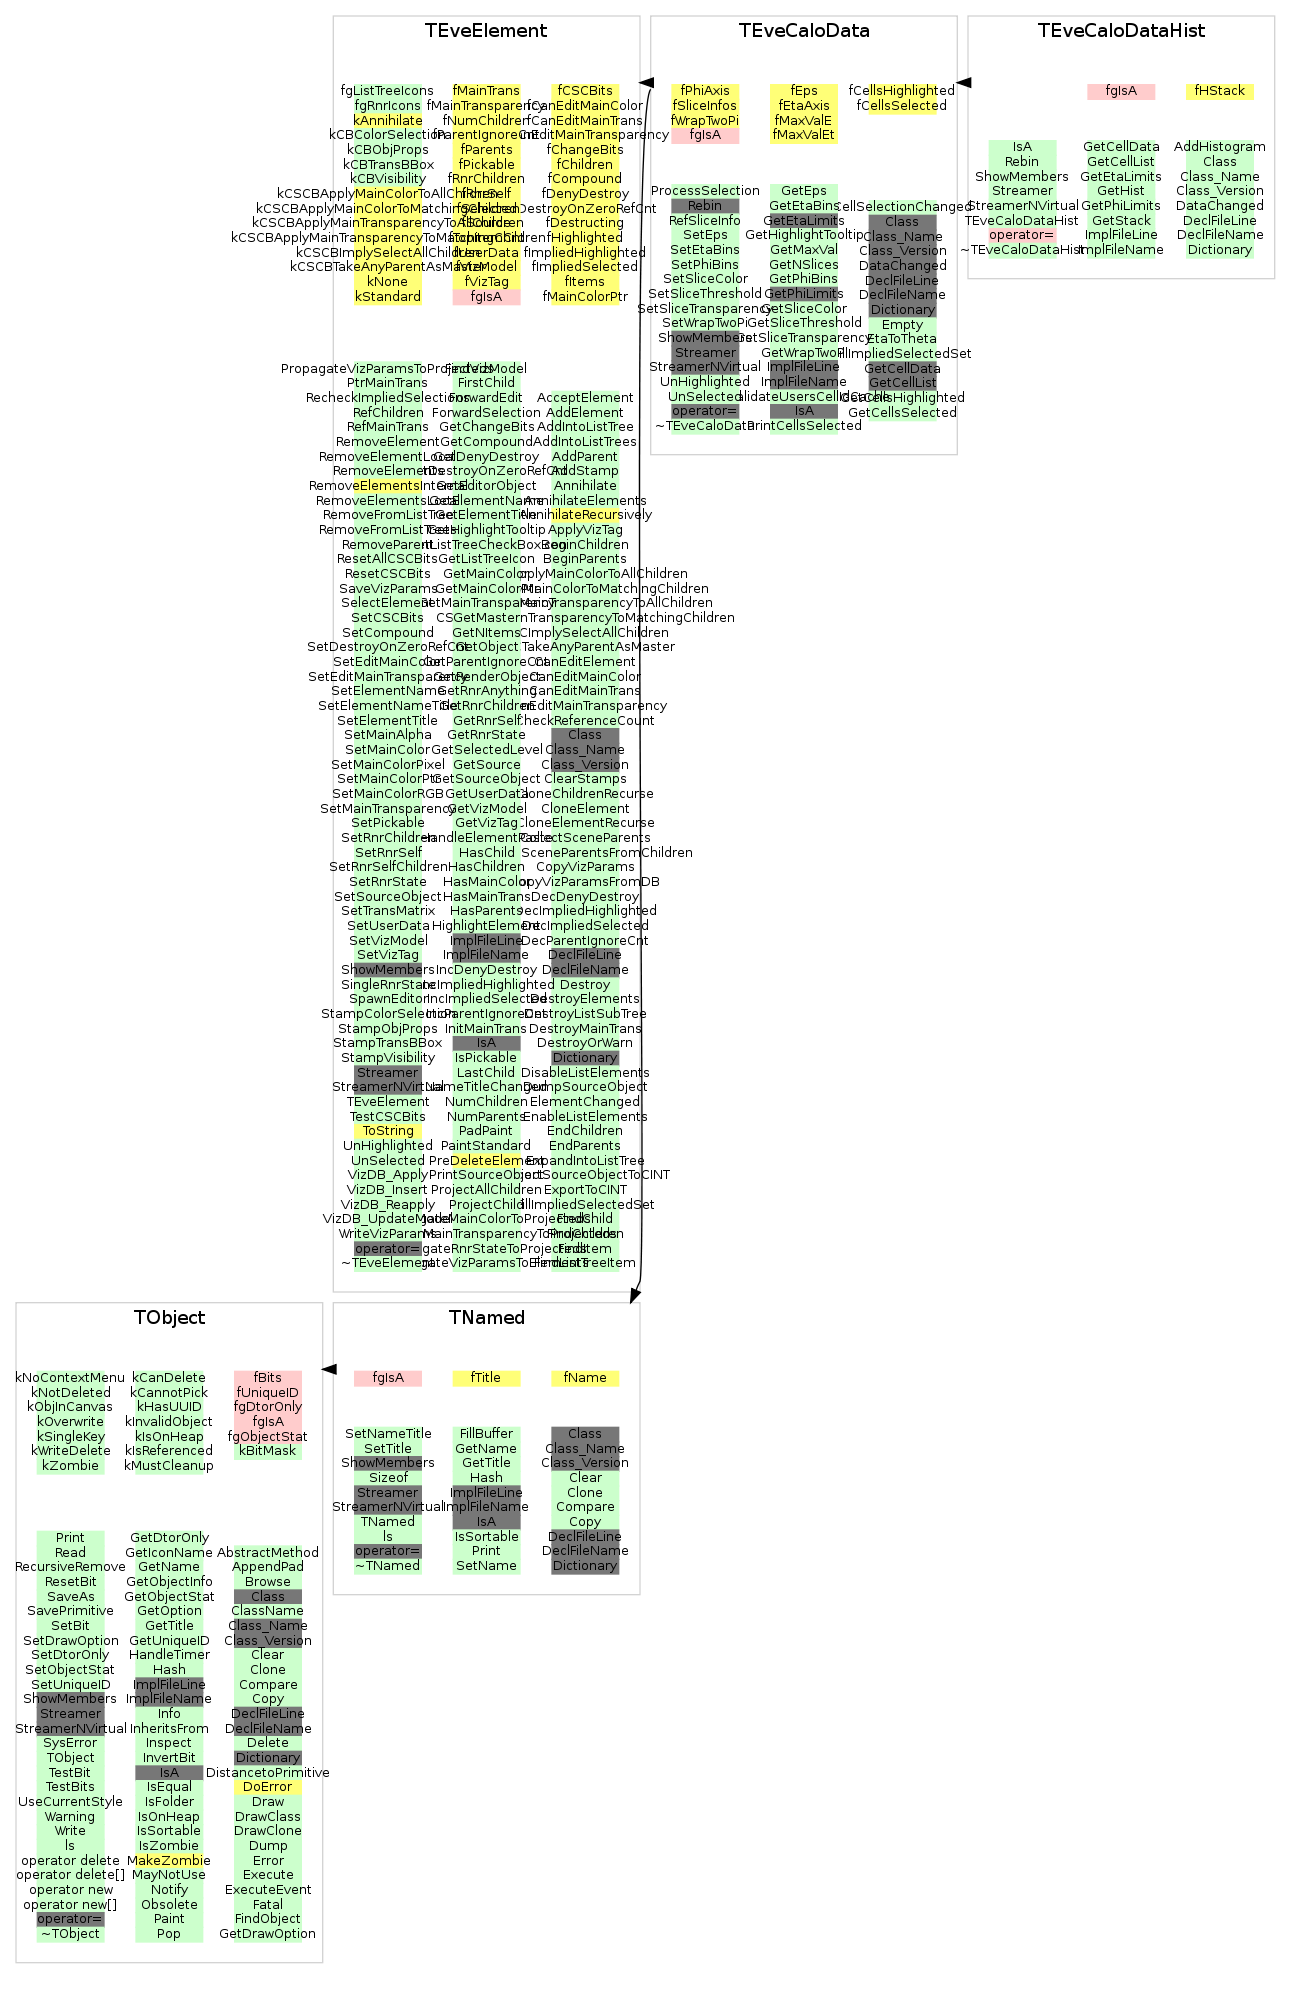 TEveElement
fgListTreeIcons
fgRnrIcons
kAnnihilate
kCBColorSelection
kCBObjProps
kCBTransBBox
kCBVisibility
kCSCBApplyMainColorToAllChildren
kCSCBApplyMainColorToMatchingChildren
kCSCBApplyMainTransparencyToAllChildren
kCSCBApplyMainTransparencyToMatchingChildren
kCSCBImplySelectAllChildren
kCSCBTakeAnyParentAsMaster
kNone
kStandard
fMainTrans
fMainTransparency
fNumChildren
fParentIgnoreCnt
fParents
fPickable
fRnrChildren
fRnrSelf
fSelected
fSource
fUserData
fVizModel
fVizTag
fgIsA
fCSCBits
fCanEditMainColor
fCanEditMainTrans
fChangeBits
fChildren
fCompound
fDenyDestroy
fDestructing
fHighlighted
fImpliedHighlighted
fImpliedSelected
fItems
fMainColorPtr
PropagateVizParamsToProjecteds
PtrMainTrans
RecheckImpliedSelections
RefChildren
RefMainTrans
RemoveElement
RemoveElementLocal
RemoveElements
RemoveElementsInternal
RemoveElementsLocal
RemoveFromListTree
RemoveFromListTrees
RemoveParent
ResetAllCSCBits
ResetCSCBits
SaveVizParams
SelectElement
SetCSCBits
SetCompound
SetDestroyOnZeroRefCnt
SetEditMainColor
SetEditMainTransparency
SetElementName
SetElementNameTitle
SetElementTitle
SetMainAlpha
SetMainColor
SetMainColorPixel
SetMainColorPtr
SetMainColorRGB
SetMainTransparency
SetPickable
SetRnrChildren
SetRnrSelf
SetRnrSelfChildren
SetRnrState
SetSourceObject
SetTransMatrix
SetUserData
SetVizModel
SetVizTag
ShowMembers
SingleRnrState
SpawnEditor
StampColorSelection
StampObjProps
StampTransBBox
StampVisibility
Streamer
StreamerNVirtual
TEveElement
TestCSCBits
ToString
UnHighlighted
UnSelected
VizDB_Apply
VizDB_Insert
VizDB_Reapply
VizDB_UpdateModel
WriteVizParams
operator=
~TEveElement
FindVizModel
FirstChild
ForwardEdit
ForwardSelection
GetChangeBits
GetCompound
GetDenyDestroy
GetEditorObject
GetElementName
GetElementTitle
GetHighlightTooltip
GetListTreeIcon
GetMainColor
GetMainColorPtr
GetMainTransparency
GetMaster
GetNItems
GetObject
GetParentIgnoreCnt
GetRenderObject
GetRnrAnything
GetRnrChildren
GetRnrSelf
GetRnrState
GetSelectedLevel
GetSource
GetSourceObject
GetUserData
GetVizModel
GetVizTag
HandleElementPaste
HasChild
HasChildren
HasMainColor
HasMainTrans
HasParents
HighlightElement
ImplFileLine
ImplFileName
IncDenyDestroy
IncImpliedHighlighted
IncImpliedSelected
IncParentIgnoreCnt
InitMainTrans
IsA
IsPickable
LastChild
NameTitleChanged
NumChildren
NumParents
PadPaint
PaintStandard
PreDeleteElement
PrintSourceObject
ProjectAllChildren
ProjectChild
AcceptElement
AddElement
AddIntoListTree
AddIntoListTrees
AddParent
AddStamp
Annihilate
AnnihilateElements
AnnihilateRecursively
ApplyVizTag
BeginChildren
BeginParents
CanEditElement
CanEditMainColor
CanEditMainTrans
CheckReferenceCount
Class
Class_Name
Class_Version
ClearStamps
CloneChildrenRecurse
CloneElement
CloneElementRecurse
CollectSceneParents
CopyVizParams
CopyVizParamsFromDB
DecDenyDestroy
DecImpliedHighlighted
DecImpliedSelected
DecParentIgnoreCnt
DeclFileLine
DeclFileName
Destroy
DestroyElements
DestroyListSubTree
DestroyMainTrans
DestroyOrWarn
Dictionary
DisableListElements
DumpSourceObject
ElementChanged
EnableListElements
EndChildren
EndParents
ExpandIntoListTree
ExportToCINT
FindChild
FindChildren
FindItem
FindListTreeItem
TEveCaloData
fPhiAxis
fSliceInfos
fWrapTwoPi
fgIsA
fEps
fEtaAxis
fMaxValE
fMaxValEt
fCellsHighlighted
fCellsSelected
ProcessSelection
Rebin
RefSliceInfo
SetEps
SetEtaBins
SetPhiBins
SetSliceColor
SetSliceThreshold
SetSliceTransparency
SetWrapTwoPi
ShowMembers
Streamer
StreamerNVirtual
UnHighlighted
UnSelected
operator=
~TEveCaloData
GetEps
GetEtaBins
GetEtaLimits
GetHighlightTooltip
GetMaxVal
GetNSlices
GetPhiBins
GetPhiLimits
GetSliceColor
GetSliceThreshold
GetSliceTransparency
GetWrapTwoPi
ImplFileLine
ImplFileName
IsA
PrintCellsSelected
CellSelectionChanged
Class
Class_Name
Class_Version
DataChanged
DeclFileLine
DeclFileName
Dictionary
Empty
EtaToTheta
FillImpliedSelectedSet
GetCellData
GetCellList
GetCellsHighlighted
GetCellsSelected
TEveCaloDataHist
fgIsA
fHStack
IsA
Rebin
ShowMembers
Streamer
StreamerNVirtual
TEveCaloDataHist
operator=
~TEveCaloDataHist
GetCellData
GetCellList
GetEtaLimits
GetHist
GetPhiLimits
GetStack
ImplFileLine
ImplFileName
AddHistogram
Class
Class_Name
Class_Version
DataChanged
DeclFileLine
DeclFileName
Dictionary
TObject
kNoContextMenu
kNotDeleted
kObjInCanvas
kOverwrite
kSingleKey
kWriteDelete
kZombie
kCanDelete
kCannotPick
kHasUUID
kInvalidObject
kIsOnHeap
kIsReferenced
kMustCleanup
fBits
fUniqueID
fgDtorOnly
fgIsA
fgObjectStat
kBitMask
Print
Read
RecursiveRemove
ResetBit
SaveAs
SavePrimitive
SetBit
SetDrawOption
SetDtorOnly
SetObjectStat
SetUniqueID
ShowMembers
Streamer
StreamerNVirtual
SysError
TObject
TestBit
TestBits
UseCurrentStyle
Warning
Write
ls
operator delete
operator delete[]
operator new
operator new[]
operator=
~TObject
GetDtorOnly
GetIconName
GetName
GetObjectInfo
GetObjectStat
GetOption
GetTitle
GetUniqueID
HandleTimer
Hash
ImplFileLine
ImplFileName
Info
InheritsFrom
Inspect
InvertBit
IsA
IsEqual
IsFolder
IsOnHeap
IsSortable
IsZombie
MakeZombie
MayNotUse
Notify
Obsolete
Paint
Pop
AbstractMethod
AppendPad
Browse
Class
ClassName
Class_Name
Class_Version
Clear
Clone
Compare
Copy
DeclFileLine
DeclFileName
Delete
Dictionary
DistancetoPrimitive
DoError
Draw
DrawClass
DrawClone
Dump
Error
Execute
ExecuteEvent
Fatal
FindObject
GetDrawOption
TNamed
fgIsA
fTitle
fName
SetNameTitle
SetTitle
ShowMembers
Sizeof
Streamer
StreamerNVirtual
TNamed
ls
operator=
~TNamed
FillBuffer
GetName
GetTitle
Hash
ImplFileLine
ImplFileName
IsA
IsSortable
Print
SetName
Class
Class_Name
Class_Version
Clear
Clone
Compare
Copy
DeclFileLine
DeclFileName
Dictionary